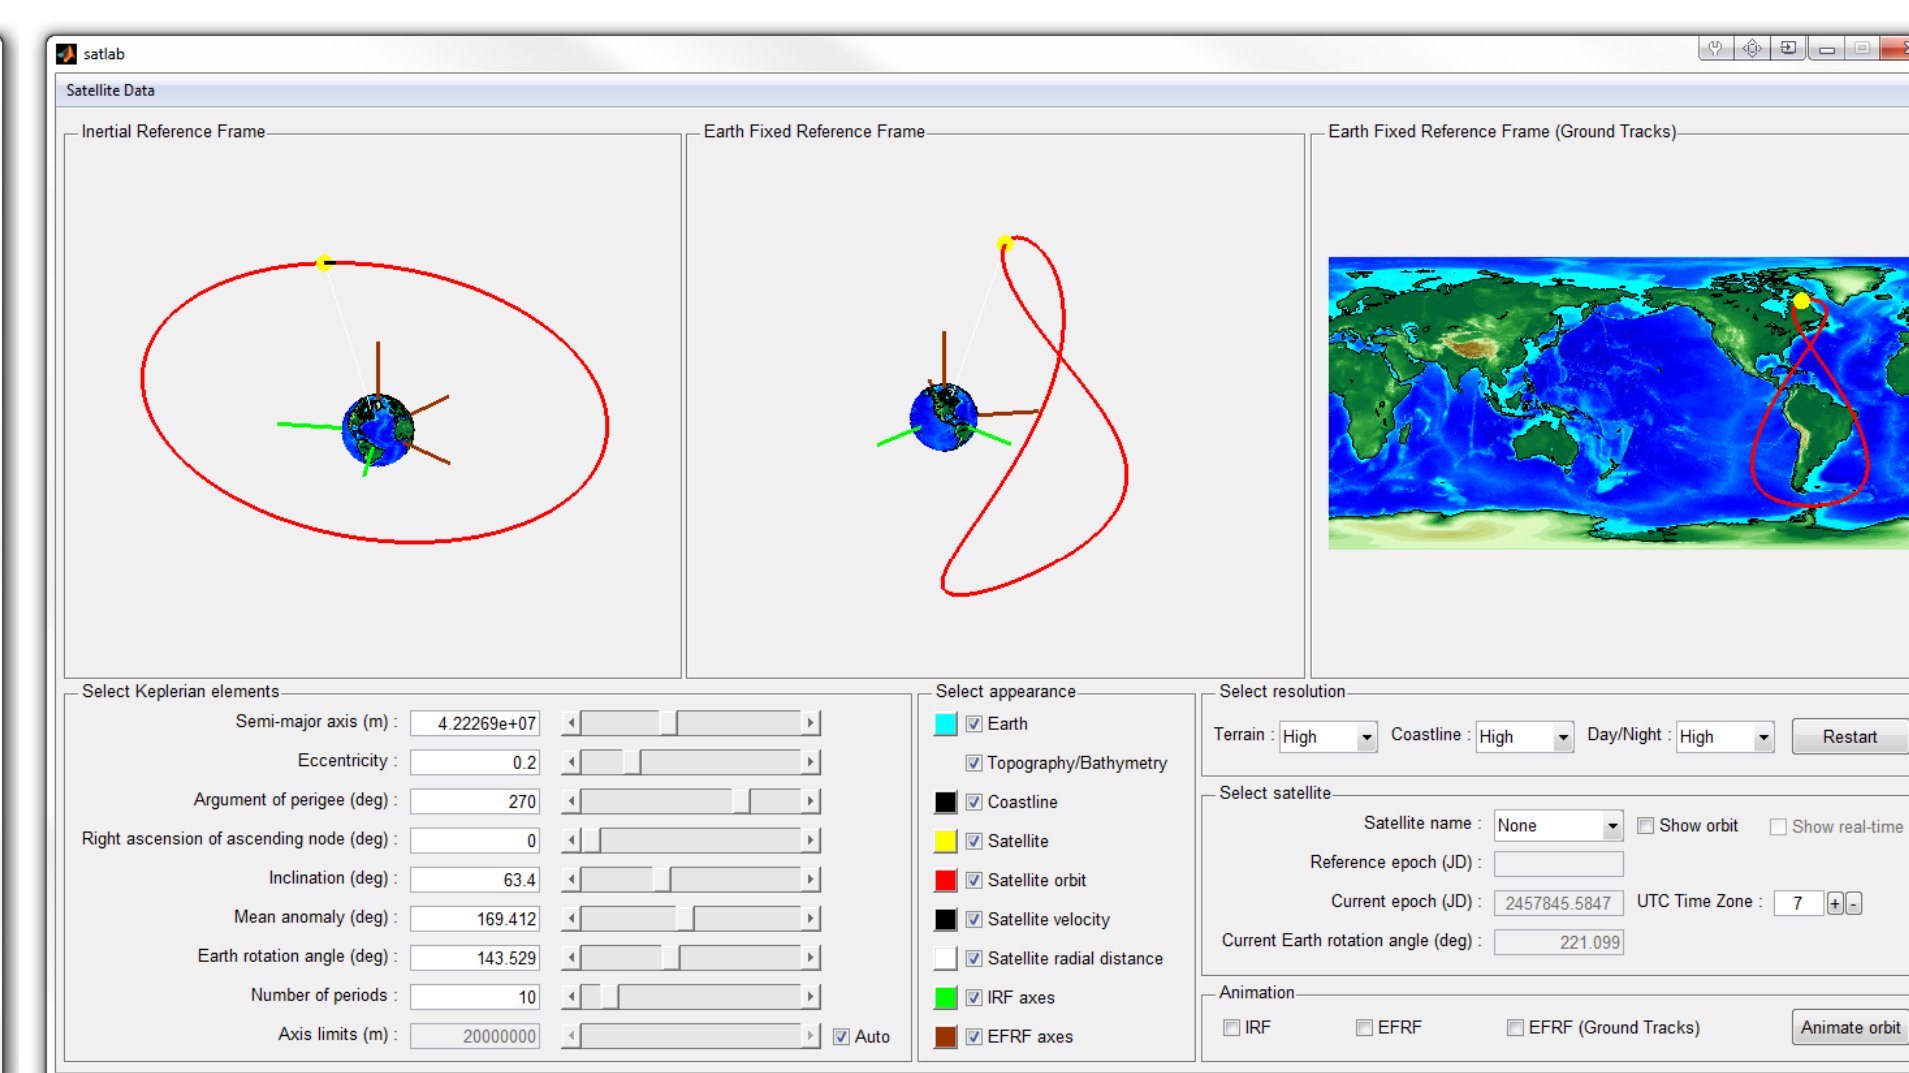 satlab
Satellite Data
Inertial Reference Frame
Earth Fixed Reference Frame
Earth Fixed Reference Frame (Ground Tracks)
Select Keplerian elements
Semi-major axis (m) : 4.22269e+07
Eccentricity : 0.2
Argument of perigee (deg) : 270
Right ascension of ascending node (deg) : 0
Inclination (deg) : 63.4
Mean anomaly (deg) : 169.412
Earth rotation angle (deg) : 143.529
Number of periods : 10
Axis limits (m) : 20000000 Auto
Select appearance
Earth
Topography/Bathymetry
Coastline
Satellite
Satellite orbit
Satellite velocity
Satellite radial distance
IRF axes
EFRF axes
Select resolution
Terrain : High Coastline : High Day/Night : High Restart
Select satellite
Satellite name : None Show orbit Show real-time
Reference epoch (JD) :
Current epoch (JD) : 2457845.5847 UTC Time Zone : 7 + -
Current Earth rotation angle (deg) : 221.099
Animation
IRF EFRF EFRF (Ground Tracks) Animate orbit